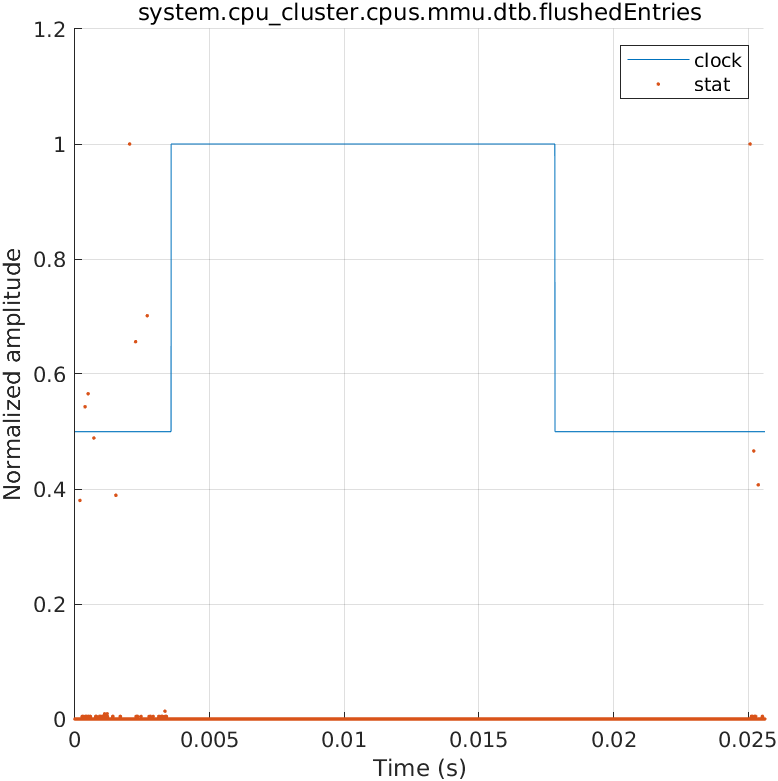 system.cpu_cluster.cpus.mmu.dtb.flushedEntries
1.2
clock
stat
1
0.8
0.6
0.4
0.2
0
Normalized amplitude
0 0.005 0.01 0.015 0.02 0.025
Time (s)